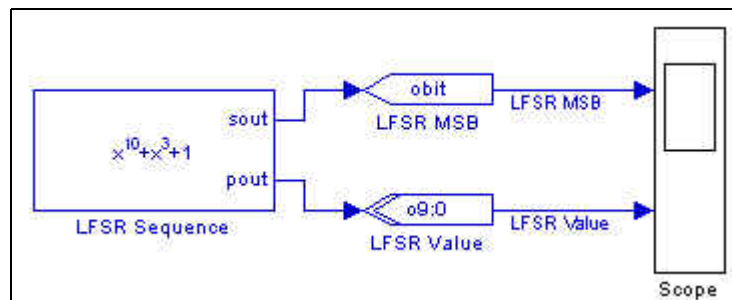 sout
obit
LFSR MSB
LFSR MSB
x^10+x^3+1
pout
o9:0
LFSR Sequence
LFSR Value
LFSR Value
Scope